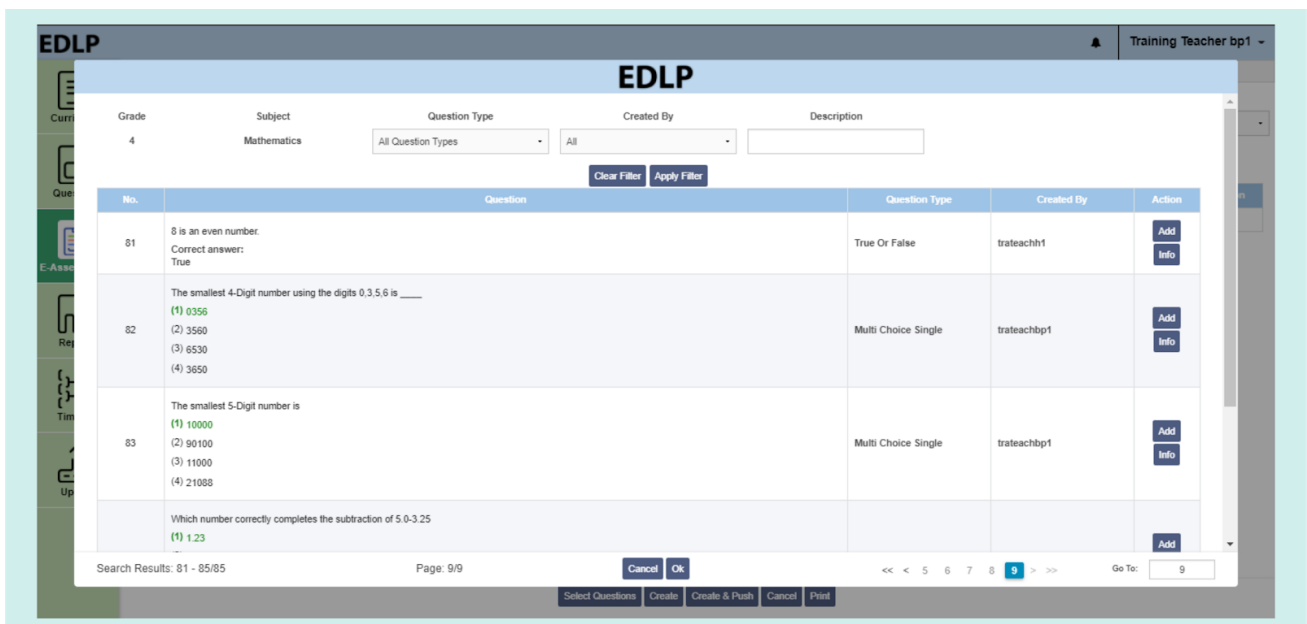 EDLP
Training Teacher bp1
EDLP
Curri
Grade Subject Question Type Created By Description
4 Mathematics All Question Types All
Clear Filter Apply Filter
Que
No. Question Question Type Created By Action
n
8 is an even number.
81 Correct answer: True Or False trateachh1 Add
True Info
E-Asse
The smallest 4-Digit number using the digits 0,3,5,6 is ____
(1) 0356
82 (2) 3560 Multi Choice Single trateachbp1 Add
(3) 6530 Info
(4) 3650
Rep
The smallest 5-Digit number is
(1) 10000
Tim
83 (2) 90100 Multi Choice Single trateachbp1 Add
(3) 11000 Info
(4) 21088
Up
Which number correctly completes the subtraction of 5.0-3.25
(1) 1.23 Add
Search Results: 81 - 85/85 Page: 9/9 Cancel Ok << < 5 6 7 8 9 > >> Go To: 9
Select Questions Create Create & Push Cancel Print